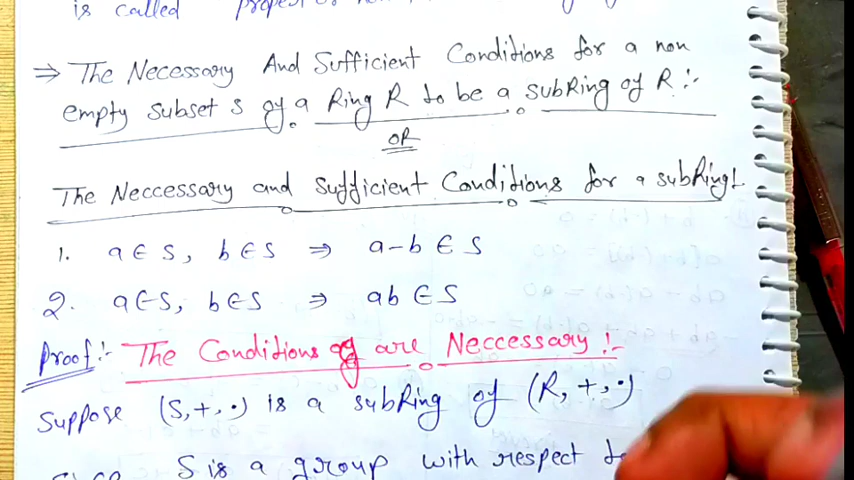 is called
⇒ The Necessary And Sufficient Conditions for a non
empty subset S of a Ring R to be a subRing of R :-
OR
The Neccessary and Sufficient Conditions for a subRing!-
1. a ∈ S, b ∈ S ⇒ a-b ∈ S
2. a ∈ S, b ∈ S ⇒ ab ∈ S
Proof:- The Conditions are Neccessary !-
Suppose (S,+,·) is a subRing of (R,+,·)
S is a group with respect to